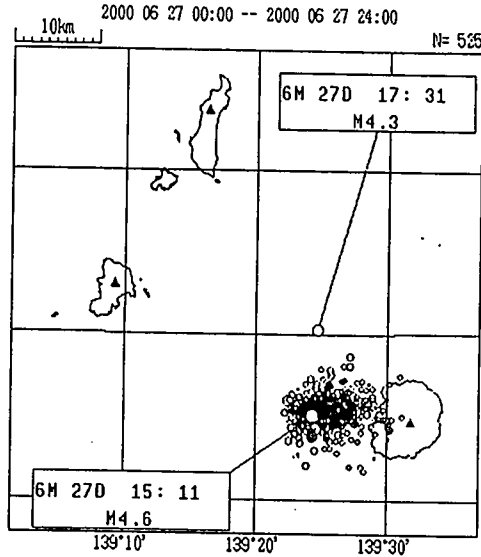 2000 06 27 00:00 -- 2000 06 27 24:00
10km
N= 525
6M 27D 17: 31
M4.3
6M 27D 15: 11
M4.6
139°10'
139°20'
139°30'